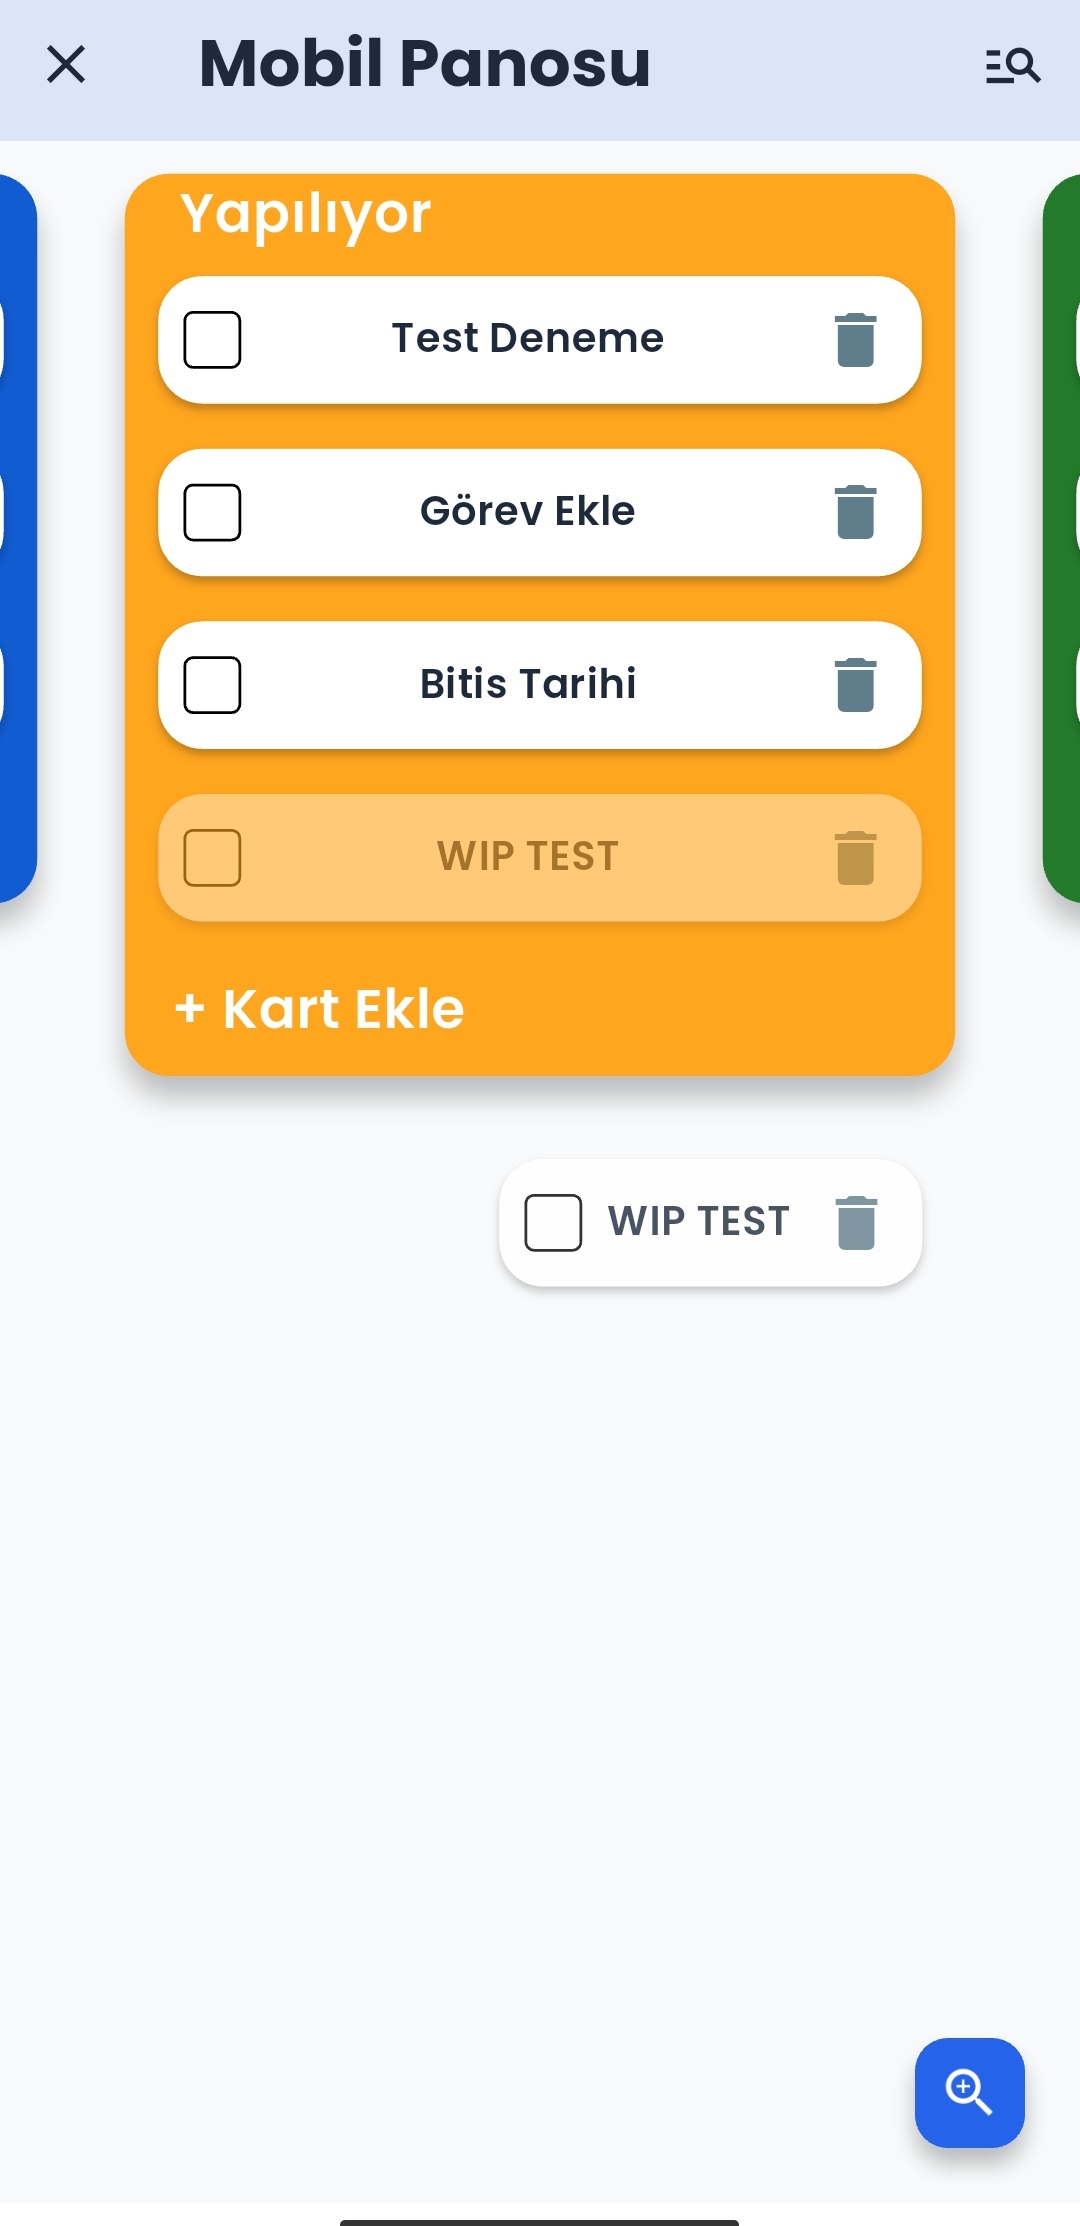 Mobil Panosu
Yapılıyor
Test Deneme
Görev Ekle
Bitis Tarihi
WIP TEST
+ Kart Ekle
WIP TEST